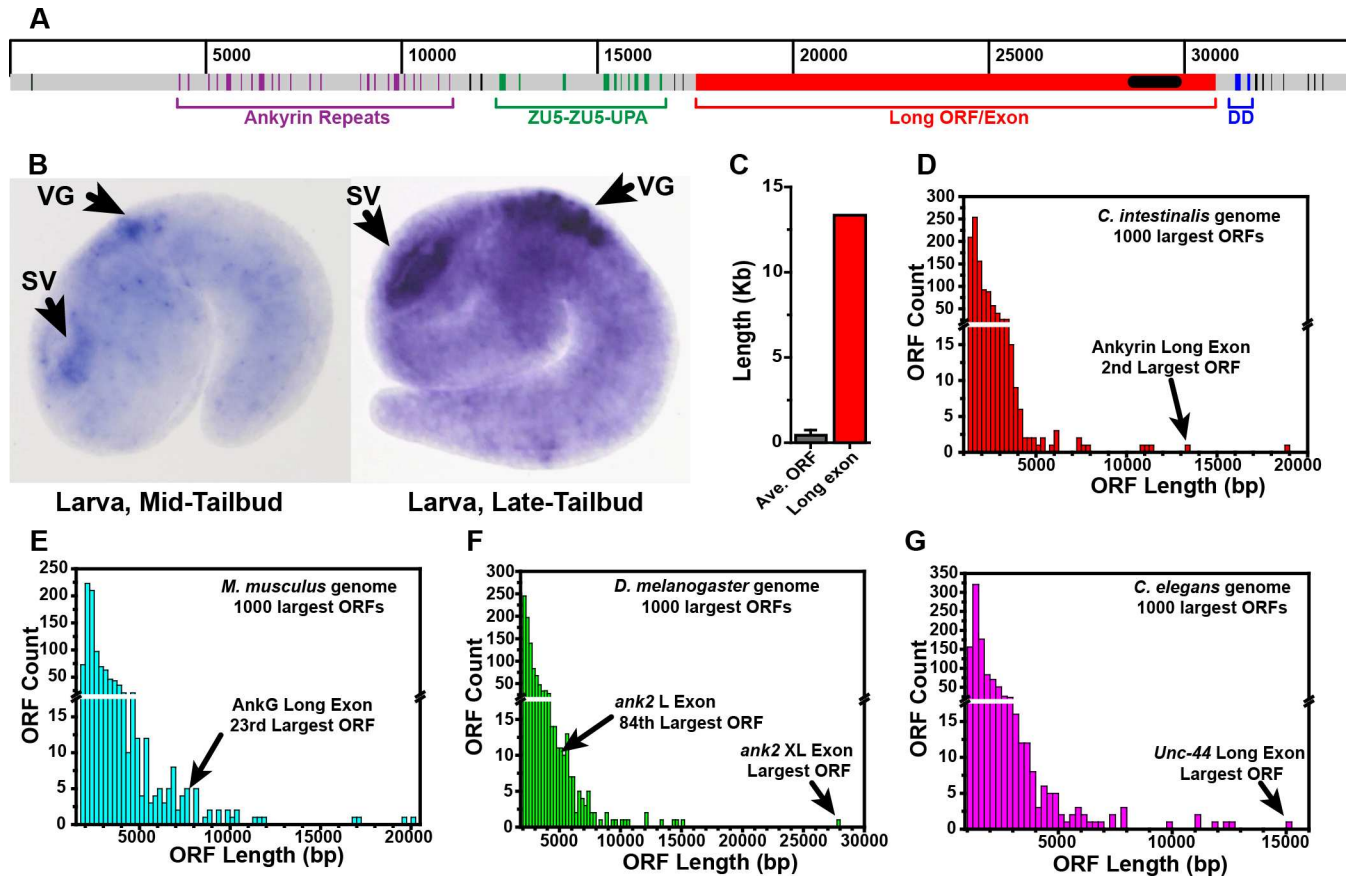 A
5000
10000
15000
20000
25000
30000
Ankyrin Repeats
ZU5-ZU5-UPA
Long ORF/Exon
DD
B
VG
SV
Larva, Mid-Tailbud
SV
VG
Larva, Late-Tailbud
C
Length (Kb)
15
10
5
0
Ave. ORF
Long exon
D
ORF Count
300
250
200
150
100
50
15
10
5
0
C. intestinalis genome
1000 largest ORFs
Ankyrin Long Exon
2nd Largest ORF
5000
10000
15000
20000
ORF Length (bp)
E
ORF Count
250
200
150
100
50
15
10
5
0
M. musculus genome
1000 largest ORFs
AnkG Long Exon
23rd Largest ORF
5000
10000
15000
20000
ORF Length (bp)
F
ORF Count
300
250
200
150
100
50
15
10
5
0
D. melanogaster genome
1000 largest ORFs
ank2 L Exon
84th Largest ORF
ank2 XL Exon
Largest ORF
5000
10000
15000
20000
25000
30000
ORF Length (bp)
G
ORF Count
350
300
250
200
150
100
50
15
10
5
0
C. elegans genome
1000 largest ORFs
Unc-44 Long Exon
Largest ORF
5000
10000
15000
ORF Length (bp)